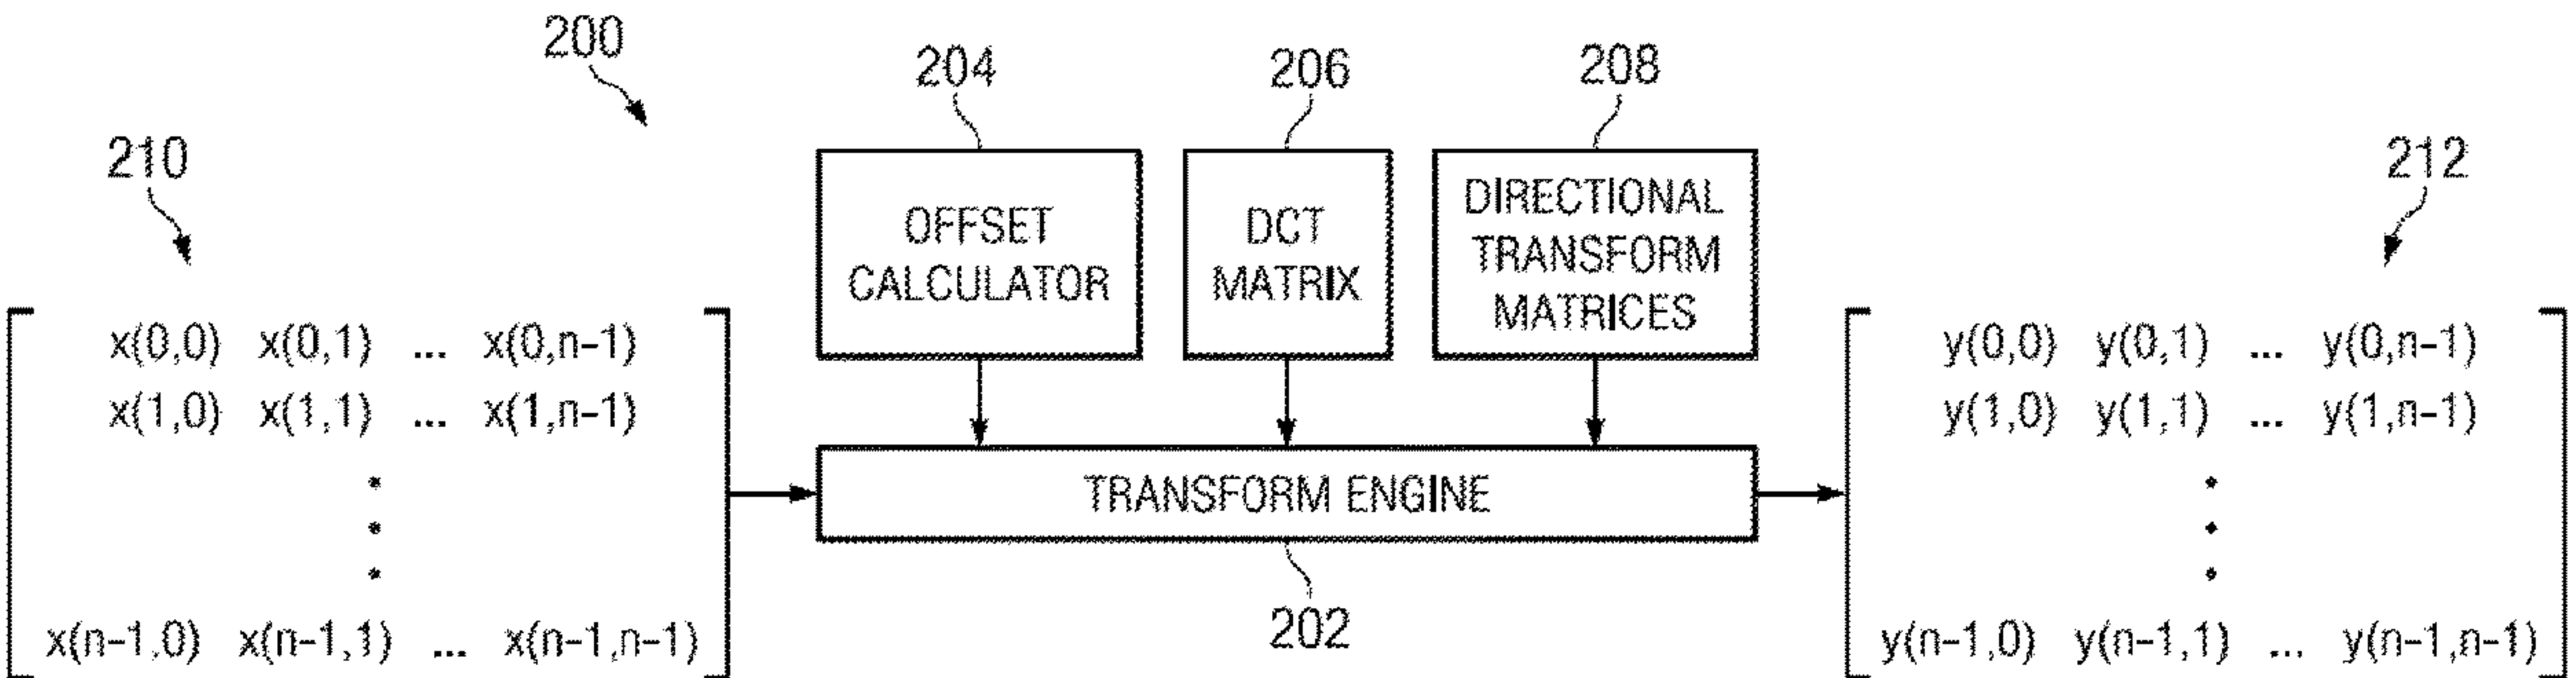 200
204
206
208
210
212
OFFSET
CALCULATOR
DCT
MATRIX
DIRECTIONAL
TRANSFORM
MATRICES
x(0,0) x(0,1) ... x(0,n-1)
x(1,0) x(1,1) ... x(1,n-1)
x(n-1,0) x(n-1,1) ... x(n-1,n-1)
TRANSFORM ENGINE
202
y(0,0) y(0,1) ... y(0,n-1)
y(1,0) y(1,1) ... y(1,n-1)
y(n-1,0) y(n-1,1) ... y(n-1,n-1)